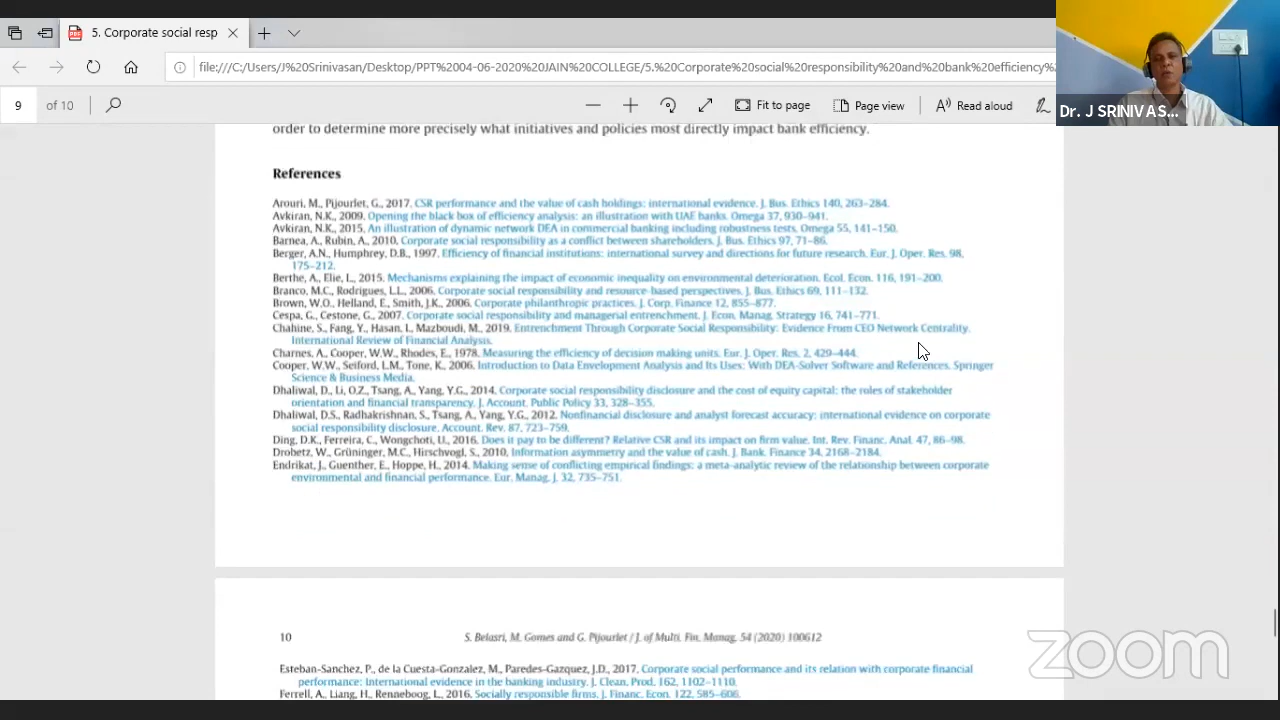 5. Corporate social resp
file:///C:/Users/J%20Srinivasan/Desktop/PPT%20 -06-2020%20JAIN%20COLLEGE/5.%20Corporate%20social%20responsibility%20and%20bank%20efficiency%
9 of 10
Fit to page
Page view
Read aloud
Dr. J SRINIVAS...
order to determine more precisely what initiatives and policies most directly impact bank efficiency.
References
Arouri, M., Pijourlet, G., 2017. CSR performance and the value of cash holdings: international evidence. J. Bus. Ethics 140, 263–284.
Avkiran, N.K., 2009. Opening the black box of efficiency analysis: an illustration with UAE banks. Omega 37, 930–941.
Avkiran, N.K., 2015. An illustration of dynamic network DEA in commercial banking including robustness tests. Omega 55, 141–150.
Barnea, A., Rubin, A., 2010. Corporate social responsibility as a conflict between shareholders. J. Bus. Ethics 97, 71–86.
Berger, A.N., Humphrey, D.B., 1997. Efficiency of financial institutions: international survey and directions for future research. Eur. J. Oper. Res. 98,
175–212.
Berthe, A., Elie, L., 2015. Mechanisms explaining the impact of economic inequality on environmental deterioration. Ecol. Econ. 116, 191–200.
Branco, M.C., Rodrigues, L.L., 2006. Corporate social responsibility and resource-based perspectives. J. Bus. Ethics 69, 111–132.
Brown, W.O., Helland, E., Smith, J.K., 2006. Corporate philanthropic practices. J. Corp. Finance 12, 855–877.
Cespa, G., Cestone, G., 2007. Corporate social responsibility and managerial entrenchment. J. Econ. Manag. Strategy 16, 741–771.
Chahine, S., Fang, Y., Hasan, I., Mazboudi, M., 2019. Entrenchment Through Corporate Social Responsibility: Evidence From CEO Network Centrality.
International Review of Financial Analysis.
Charnes, A., Cooper, W.W., Rhodes, E., 1978. Measuring the efficiency of decision making units. Eur. J. Oper. Res. 2, 429–444.
Cooper, W.W., Seiford, L.M., Tone, K., 2006. Introduction to Data Envelopment Analysis and Its Uses: With DEA-Solver Software and References. Springer
Science & Business Media.
Dhaliwal, D., Li, O.Z., Tsang, A., Yang, Y.G., 2014. Corporate social responsibility disclosure and the cost of equity capital: the roles of stakeholder
orientation and financial transparency. J. Account. Public Policy 33, 328–355.
Dhaliwal, D.S., Radhakrishnan, S., Tsang, A., Yang, Y.G., 2012. Nonfinancial disclosure and analyst forecast accuracy: international evidence on corporate
social responsibility disclosure. Account. Rev. 87, 723–759.
Ding, D.K., Ferreira, C., Wongchoti, U., 2016. Does it pay to be different? Relative CSR and its impact on firm value. Int. Rev. Financ. Anal. 47, 86–98.
Drobetz, W., Grüninger, M.C., Hirschvogl, S., 2010. Information asymmetry and the value of cash. J. Bank. Finance 34, 2168–2184.
Endrikat, J., Guenther, E., Hoppe, H., 2014. Making sense of conflicting empirical findings: a meta-analytic review of the relationship between corporate
environmental and financial performance. Eur. Manag. J. 32, 735–751.
10 S. Belasri, M. Gomes and G. Pijourlet / J. of Multi. Fin. Manag. 54 (2020) 100612
zoom
Esteban-Sanchez, P., de la Cuesta-Gonzalez, M., Paredes-Gazquez, J.D., 2017. Corporate social performance and its relation with corporate financial
performance: International evidence in the banking industry. J. Clean. Prod. 162, 1102–1110.
Ferrell, A., Liang, H., Renneboog, L., 2016. Socially responsible firms. J. Financ. Econ. 122, 585–606.